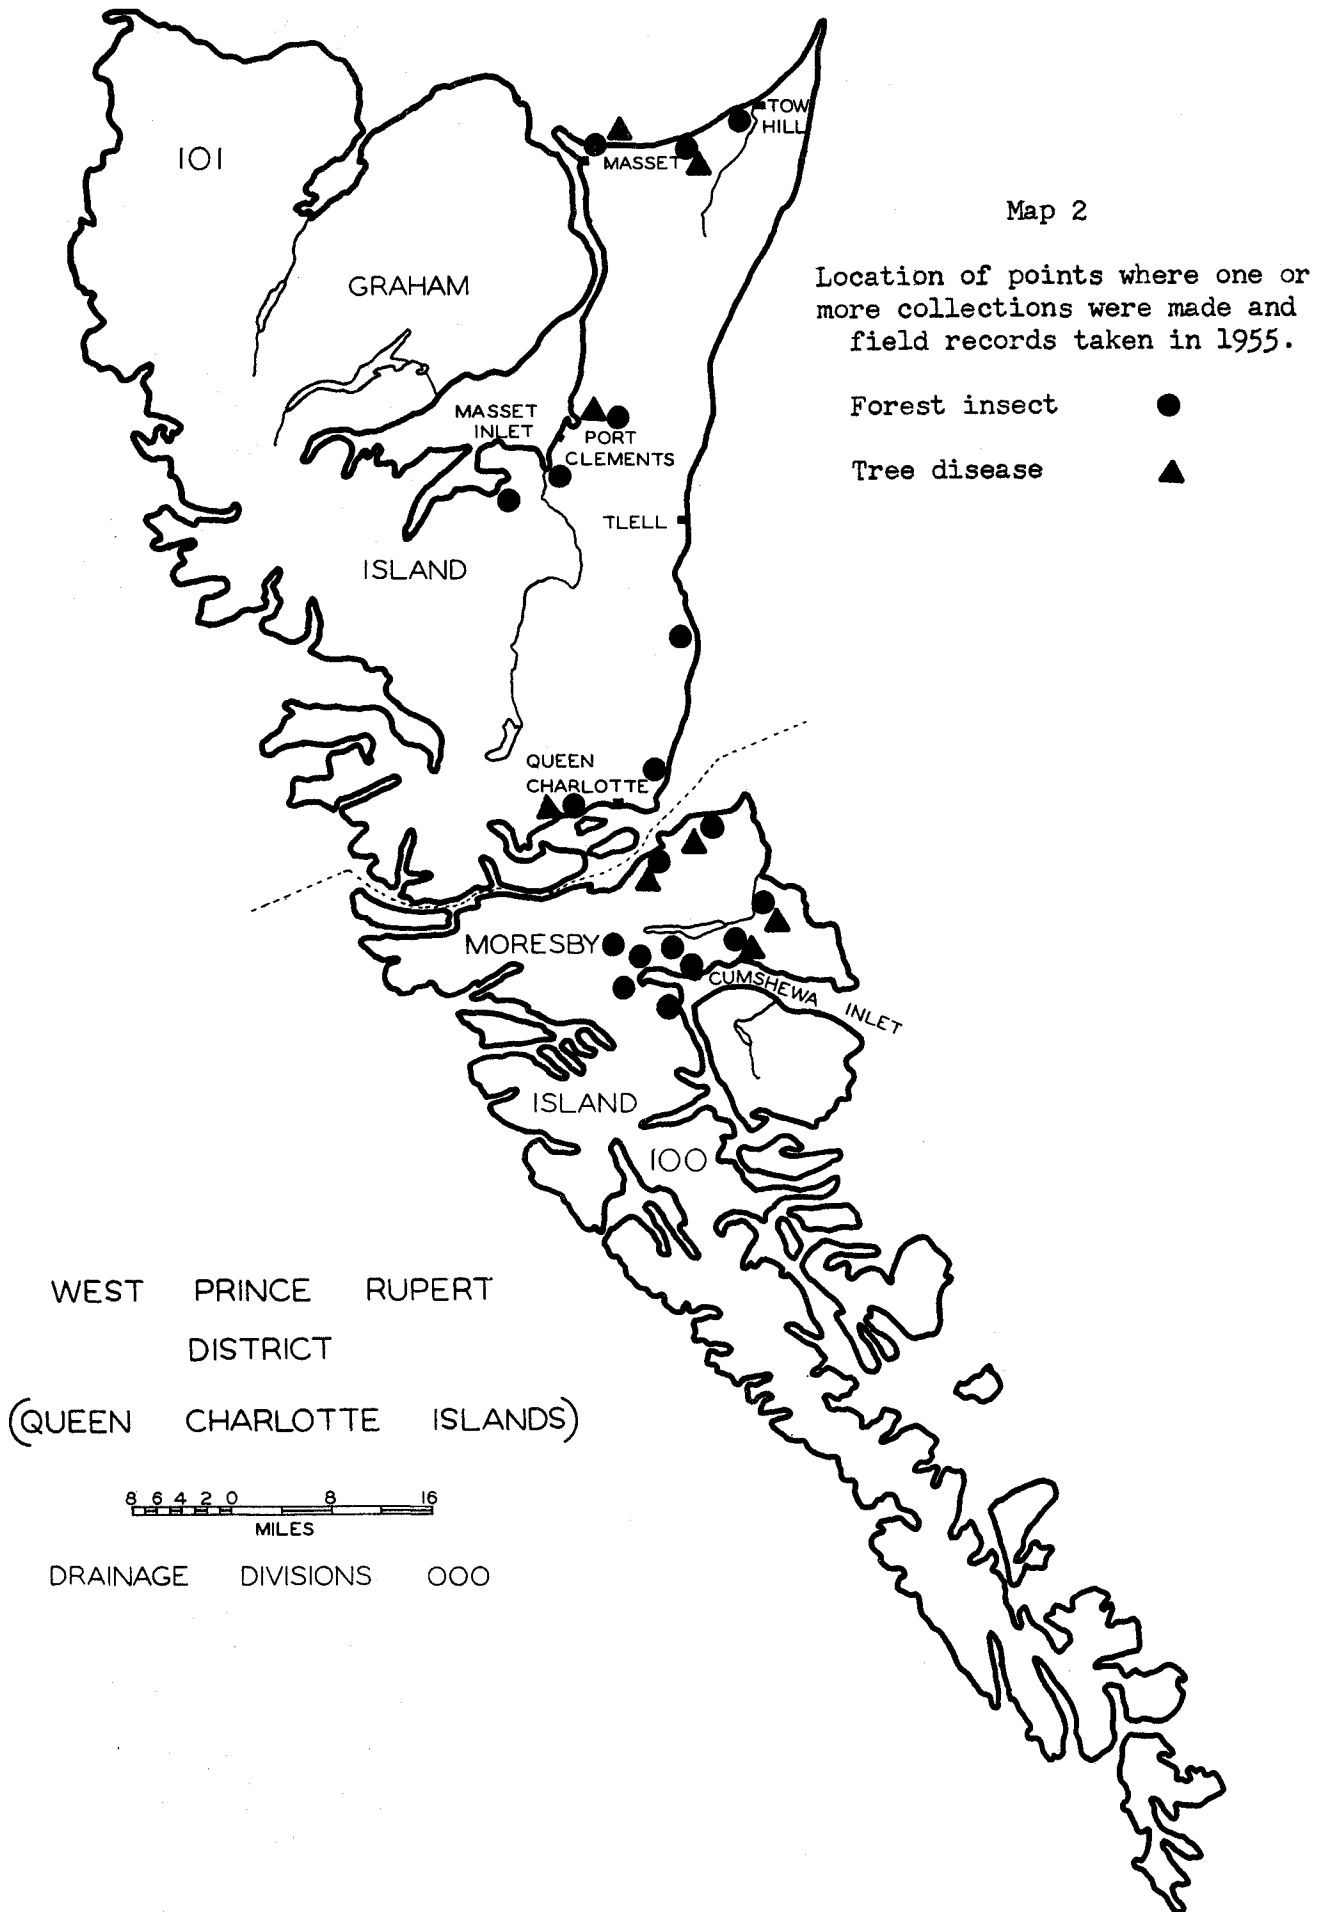 TOW
HILL
MASSET
101
Map 2
Location of points where one or
more collections were made and
field records taken in 1955.
Forest insect
Tree disease
GRAHAM
MASSET
INLET
PORT
CLEMENTS
TLELL
ISLAND
QUEEN
CHARLOTTE
MORESBY
CUMSHEWA INLET
ISLAND
100
WEST PRINCE RUPERT
DISTRICT
(QUEEN CHARLOTTE ISLANDS)
8 6 4 2 0 8 16
MILES
DRAINAGE DIVISIONS 000